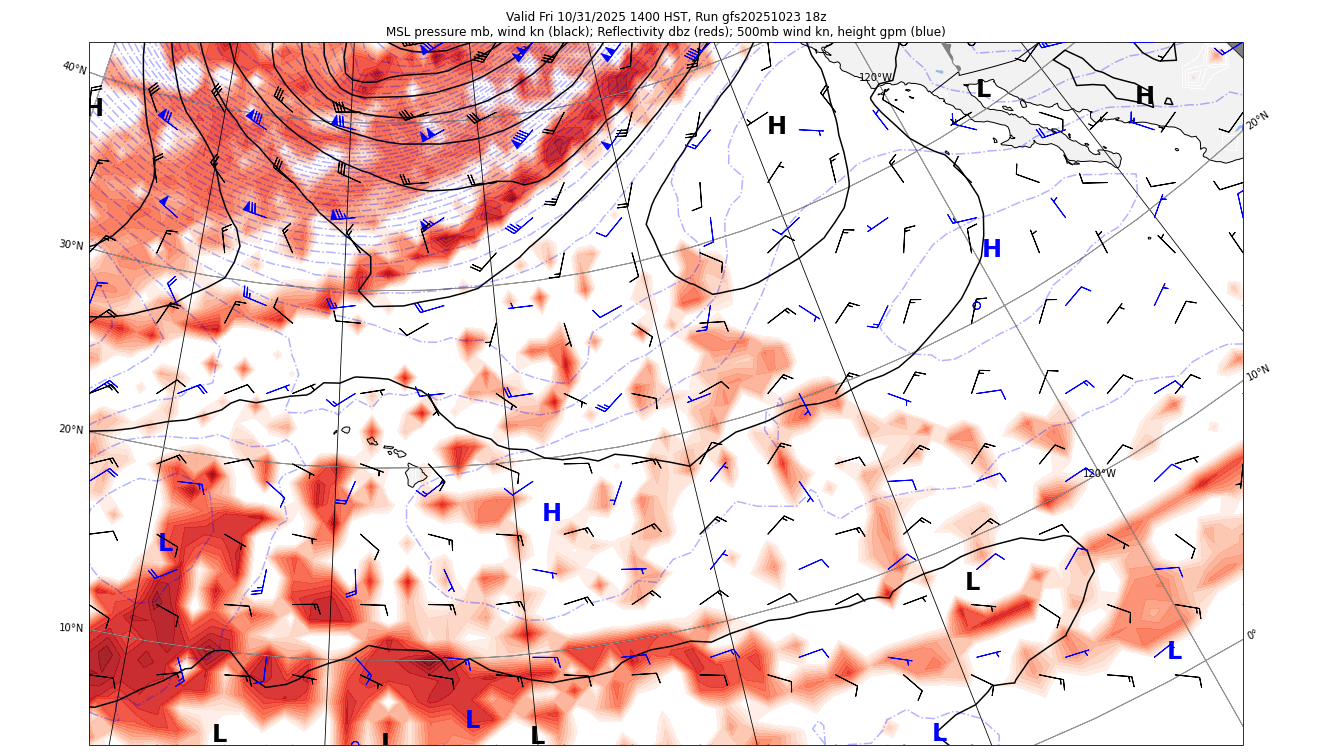 Valid Fri 10/31/2025 1400 HST, Run gfs20251023 18z
MSL pressure mb, wind kn (black); Reflectivity dbz (reds); 500mb wind kn, height gpm (blue)
40°N
120°W
L
H
H
20°N
H
30°N
H
10°N
20°N
120°W
H
L
L
10°N
0°
L
L
L
L
L
L
L